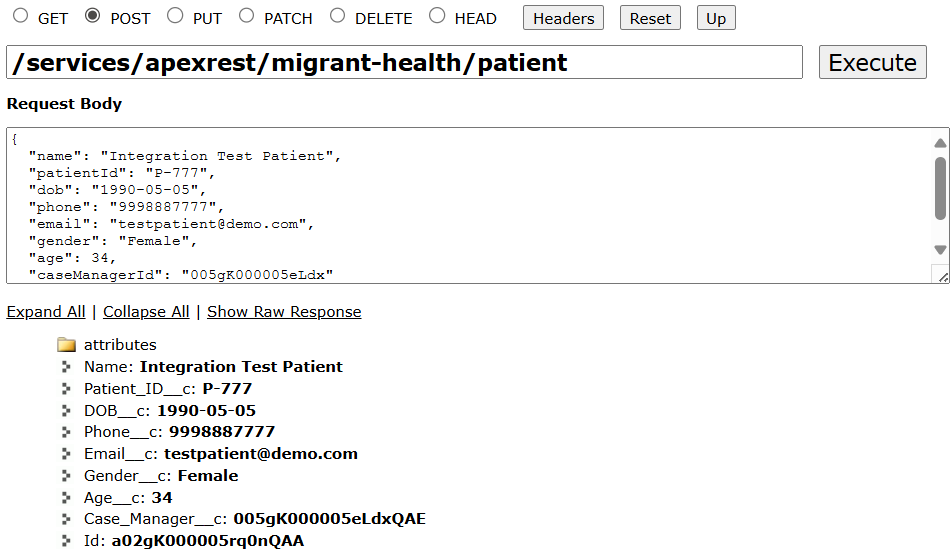 GET POST PUT PATCH DELETE HEAD Headers Reset Up
/services/apexrest/migrant-health/patient Execute
Request Body
{
"name": "Integration Test Patient",
"patientId": "P-777",
"dob": "1990-05-05",
"phone": "9998887777",
"email": "testpatient@demo.com",
"gender": "Female",
"age": 34,
"caseManagerId": "005gK000005eLdx"
Expand All | Collapse All | Show Raw Response
attributes
Name: Integration Test Patient
Patient_ID__c: P-777
DOB__c: 1990-05-05
Phone__c: 9998887777
Email__c: testpatient@demo.com
Gender__c: Female
Age__c: 34
Case_Manager__c: 005gK000005eLdxQAE
Id: a02gK000005rq0nQAA